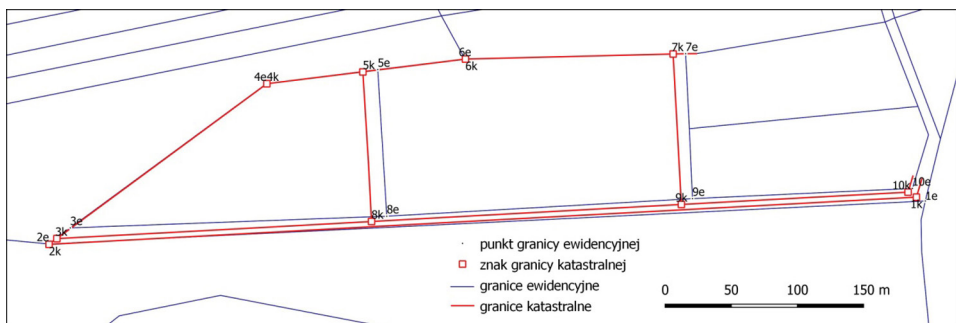 6e
7k 7e
5k 5e
6k
4e4k
10k 10e
9k 9e
1k 1e
8k 8e
3e
3k
2e
2k
punkt granicy ewidencyjnej
znak granicy katastralnej
granice ewidencyjne
granice katastralne
0 50 100 150 m